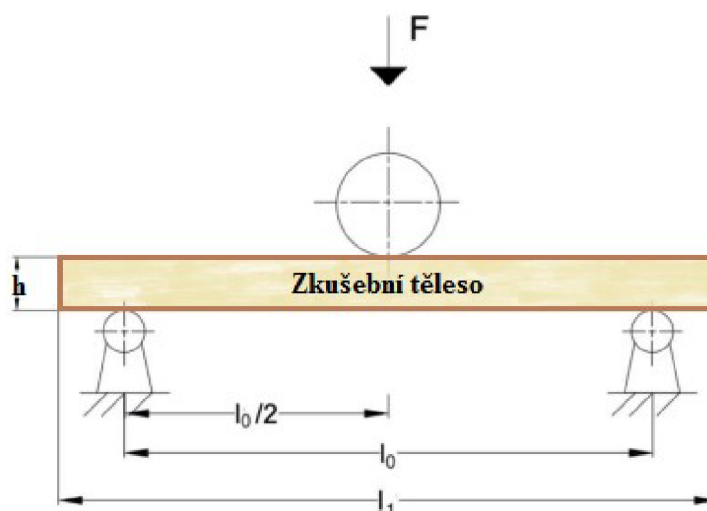 F
h
Zkušební těleso
l₀/2
l₀
l₁